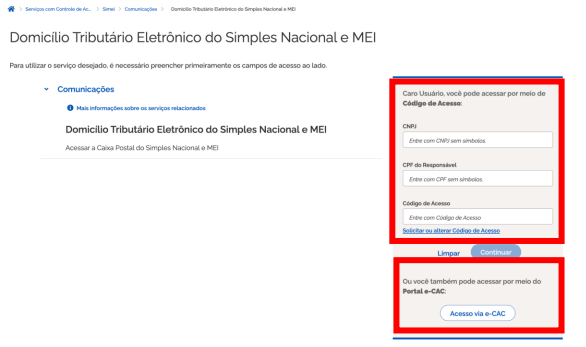 Serviços com Controle de Ac... > Simei > Comunicações > Domicílio Tributário Eletrônico do Simples Nacional e MEI
Domicílio Tributário Eletrônico do Simples Nacional e MEI
Para utilizar o serviço desejado, é necessário preencher primeiramente os campos de acesso ao lado.
Comunicações
Mais informações sobre os serviços relacionados
Domicílio Tributário Eletrônico do Simples Nacional e MEI
Acessar a Caixa Postal do Simples Nacional e MEI
Caro Usuário, você pode acessar por meio de
Código de Acesso:
CNPJ
Entre com CNPJ sem símbolos.
CPF do Responsável
Entre com CPF sem símbolos.
Código de Acesso
Entre com Código de Acesso
Solicitar ou alterar Código de Acesso
Limpar Continuar
Ou você também pode acessar por meio do
Portal e-CAC:
Acesso via e-CAC